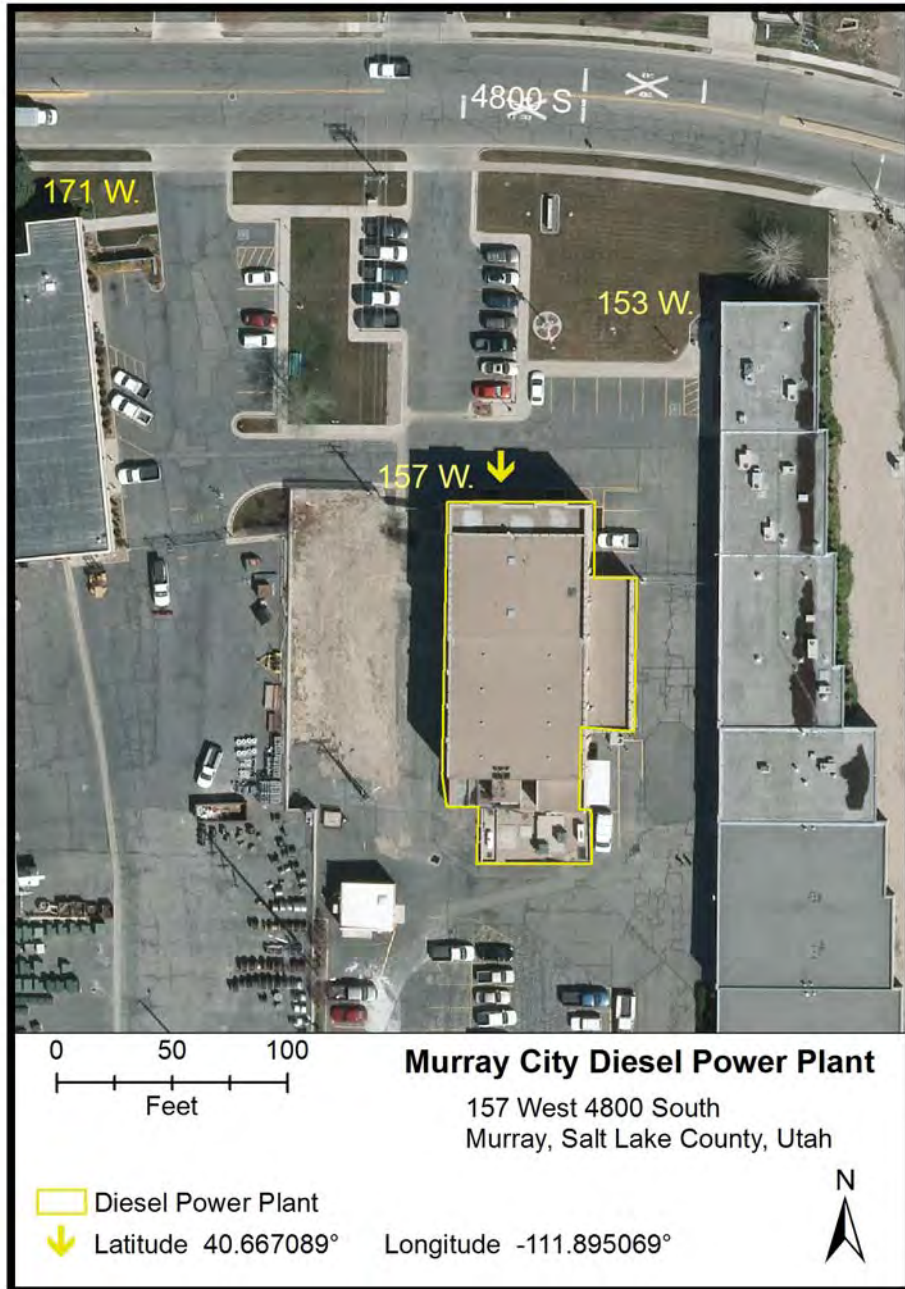 4800 S
171 W.
153 W.
157 W.
0 50 100
Feet
Murray City Diesel Power Plant
157 West 4800 South
Murray, Salt Lake County, Utah
N
Diesel Power Plant
Latitude 40.667089° Longitude -111.895069°